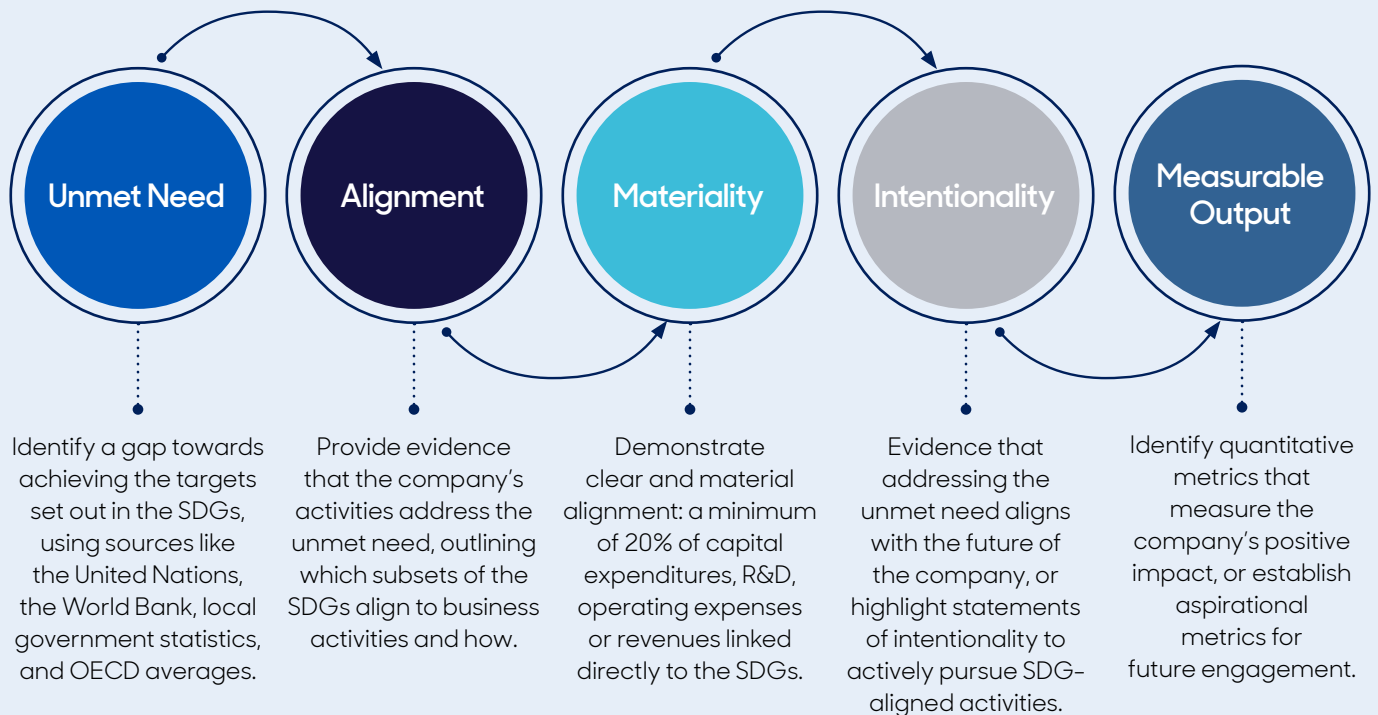 Unmet Need
Alignment
Materiality
Intentionality
Measurable
Output
Identify a gap towards
achieving the targets
set out in the SDGs,
using sources like
the United Nations,
the World Bank, local
government statistics,
and OECD averages.
Provide evidence
that the company’s
activities address the
unmet need, outlining
which subsets of the
SDGs align to business
activities and how.
Demonstrate
clear and material
alignment: a minimum
of 20% of capital
expenditures, R&D,
operating expenses
or revenues linked
directly to the SDGs.
Evidence that
addressing the
unmet need aligns
with the future of
the company, or
highlight statements
of intentionality to
actively pursue SDG-
aligned activities.
Identify quantitative
metrics that
measure the
company’s positive
impact, or establish
aspirational
metrics for
future engagement.